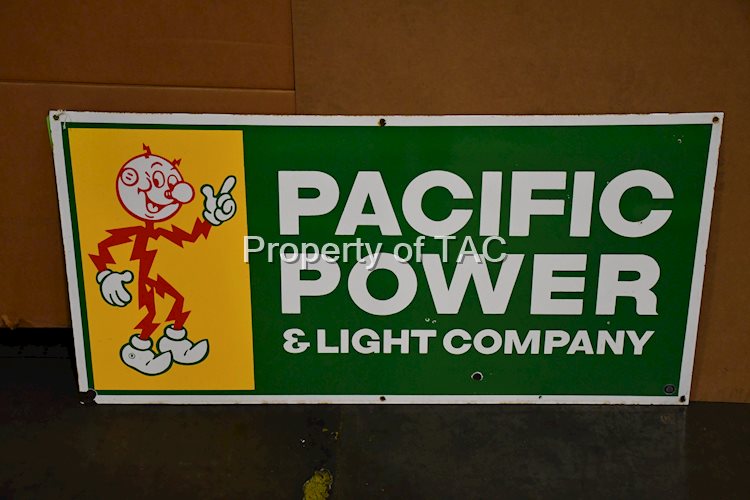 PACIFIC
Property of TAC
POWER
& LIGHT COMPANY